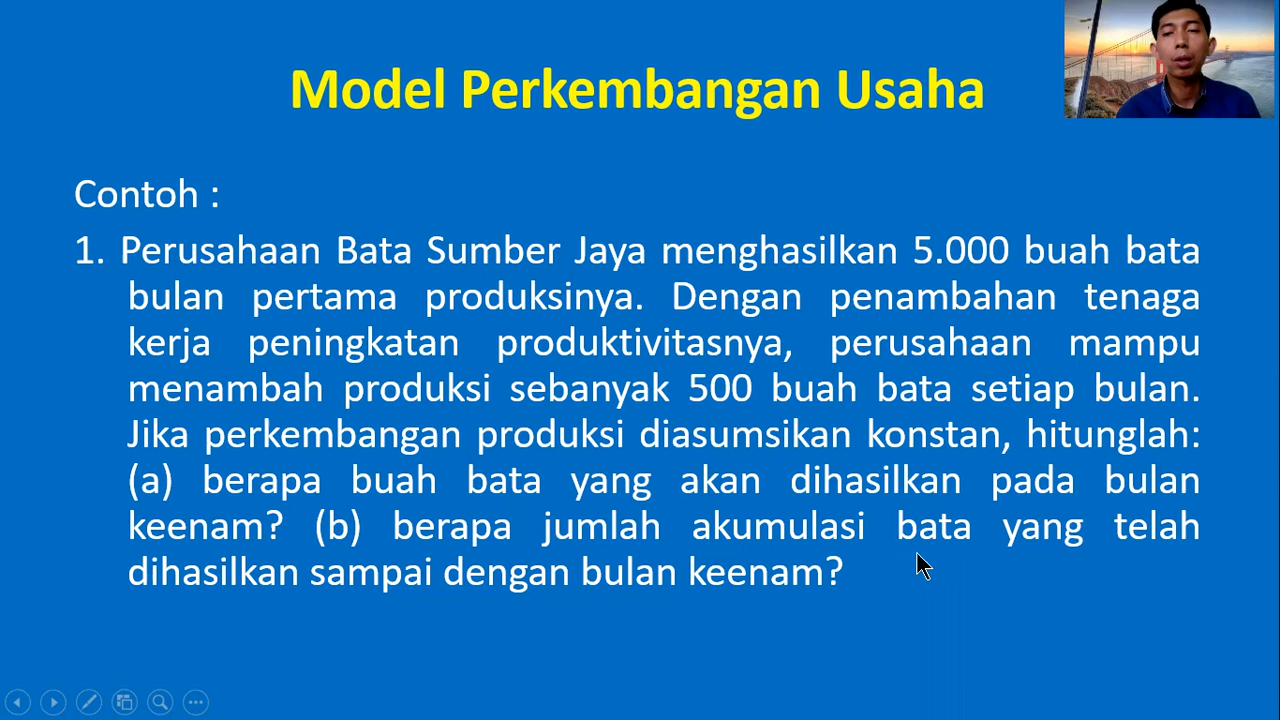 Model Perkembangan Usaha
Contoh :
1. Perusahaan Bata Sumber Jaya menghasilkan 5.000 buah bata
bulan pertama produksinya. Dengan penambahan tenaga
kerja peningkatan produktivitasnya, perusahaan mampu
menambah produksi sebanyak 500 buah bata setiap bulan.
Jika perkembangan produksi diasumsikan konstan, hitunglah:
(a) berapa buah bata yang akan dihasilkan pada bulan
keenam? (b) berapa jumlah akumulasi bata yang telah
dihasilkan sampai dengan bulan keenam?